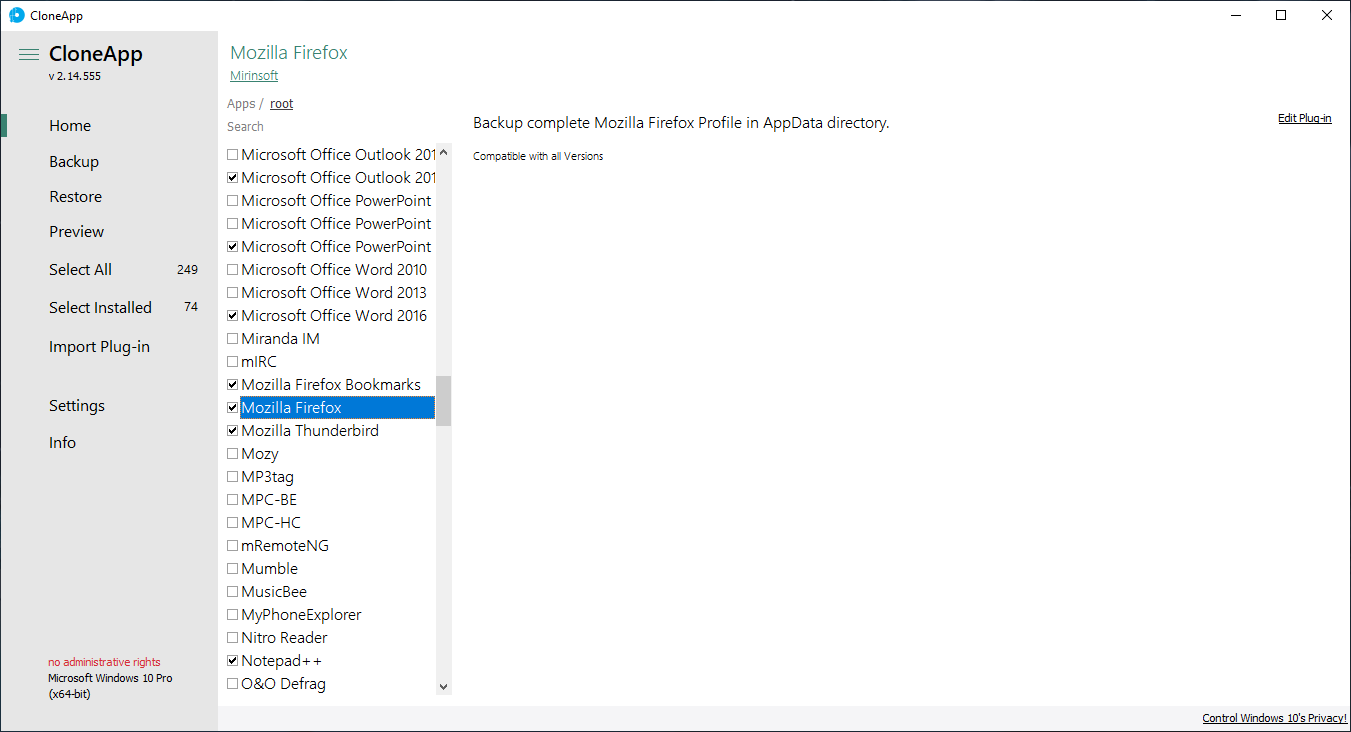 CloneApp
CloneApp
v 2.14.555
Home
Backup
Restore
Preview
Select All 249
Select Installed 74
Import Plug-in
Settings
Info
no administrative rights
Microsoft Windows 10 Pro
(x64-bit)
Mozilla Firefox
Mirinsoft
Apps / root
Search
Microsoft Office Outlook 201
Microsoft Office Outlook 201
Microsoft Office PowerPoint
Microsoft Office PowerPoint
Microsoft Office PowerPoint
Microsoft Office Word 2010
Microsoft Office Word 2013
Microsoft Office Word 2016
Miranda IM
mIRC
Mozilla Firefox Bookmarks
Mozilla Firefox
Mozilla Thunderbird
Mozy
MP3tag
MPC-BE
MPC-HC
mRemoteNG
Mumble
MusicBee
MyPhoneExplorer
Nitro Reader
Notepad++
O&O Defrag
Backup complete Mozilla Firefox Profile in AppData directory.
Compatible with all Versions
Edit Plug-in
Control Windows 10's Privacy!